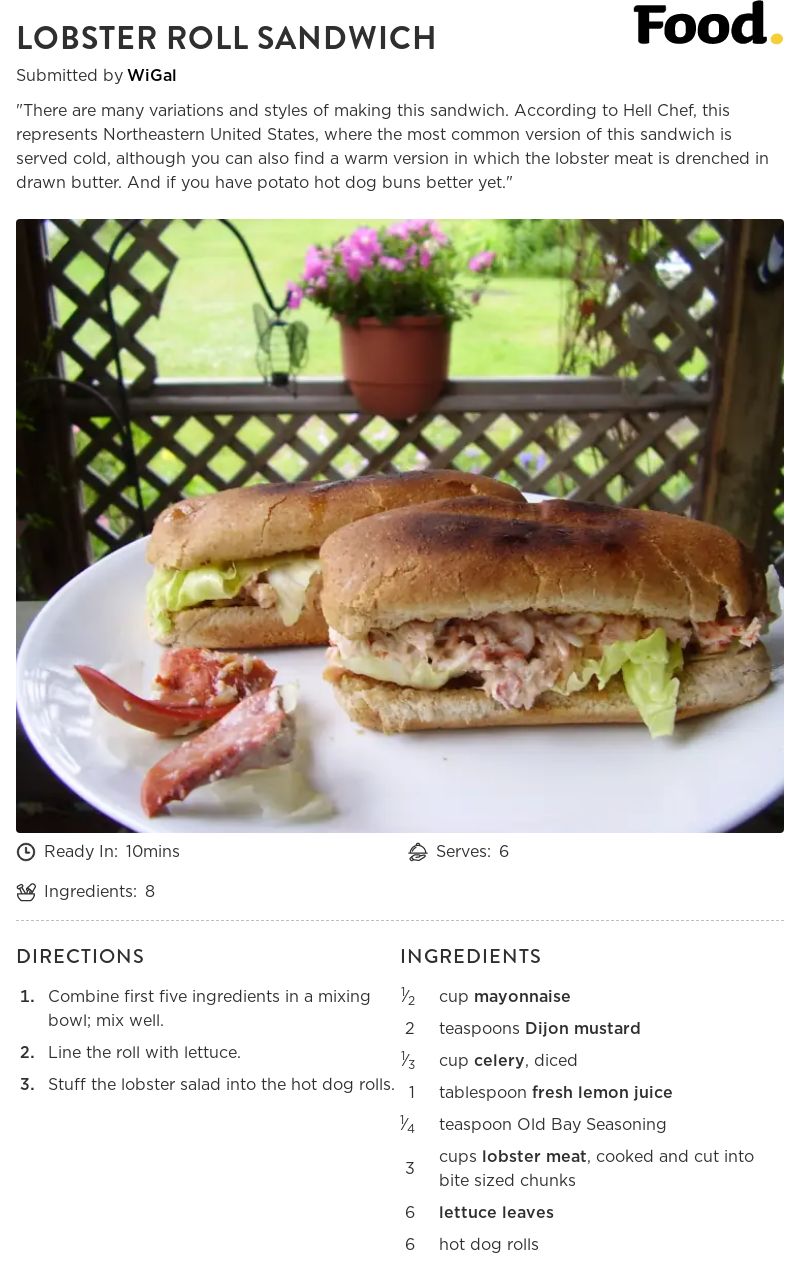 LOBSTER ROLL SANDWICH
Food.
Submitted by WiGal
"There are many variations and styles of making this sandwich. According to Hell Chef, this
represents Northeastern United States, where the most common version of this sandwich is
served cold, although you can also find a warm version in which the lobster meat is drenched in
drawn butter. And if you have potato hot dog buns better yet."
Ready In: 10mins
Serves: 6
Ingredients: 8
DIRECTIONS
1. Combine first five ingredients in a mixing
bowl; mix well.
2. Line the roll with lettuce.
3. Stuff the lobster salad into the hot dog rolls.
INGREDIENTS
1⁄2 cup mayonnaise
2 teaspoons Dijon mustard
1⁄3 cup celery, diced
1 tablespoon fresh lemon juice
1⁄4 teaspoon Old Bay Seasoning
3 cups lobster meat, cooked and cut into
bite sized chunks
6 lettuce leaves
6 hot dog rolls